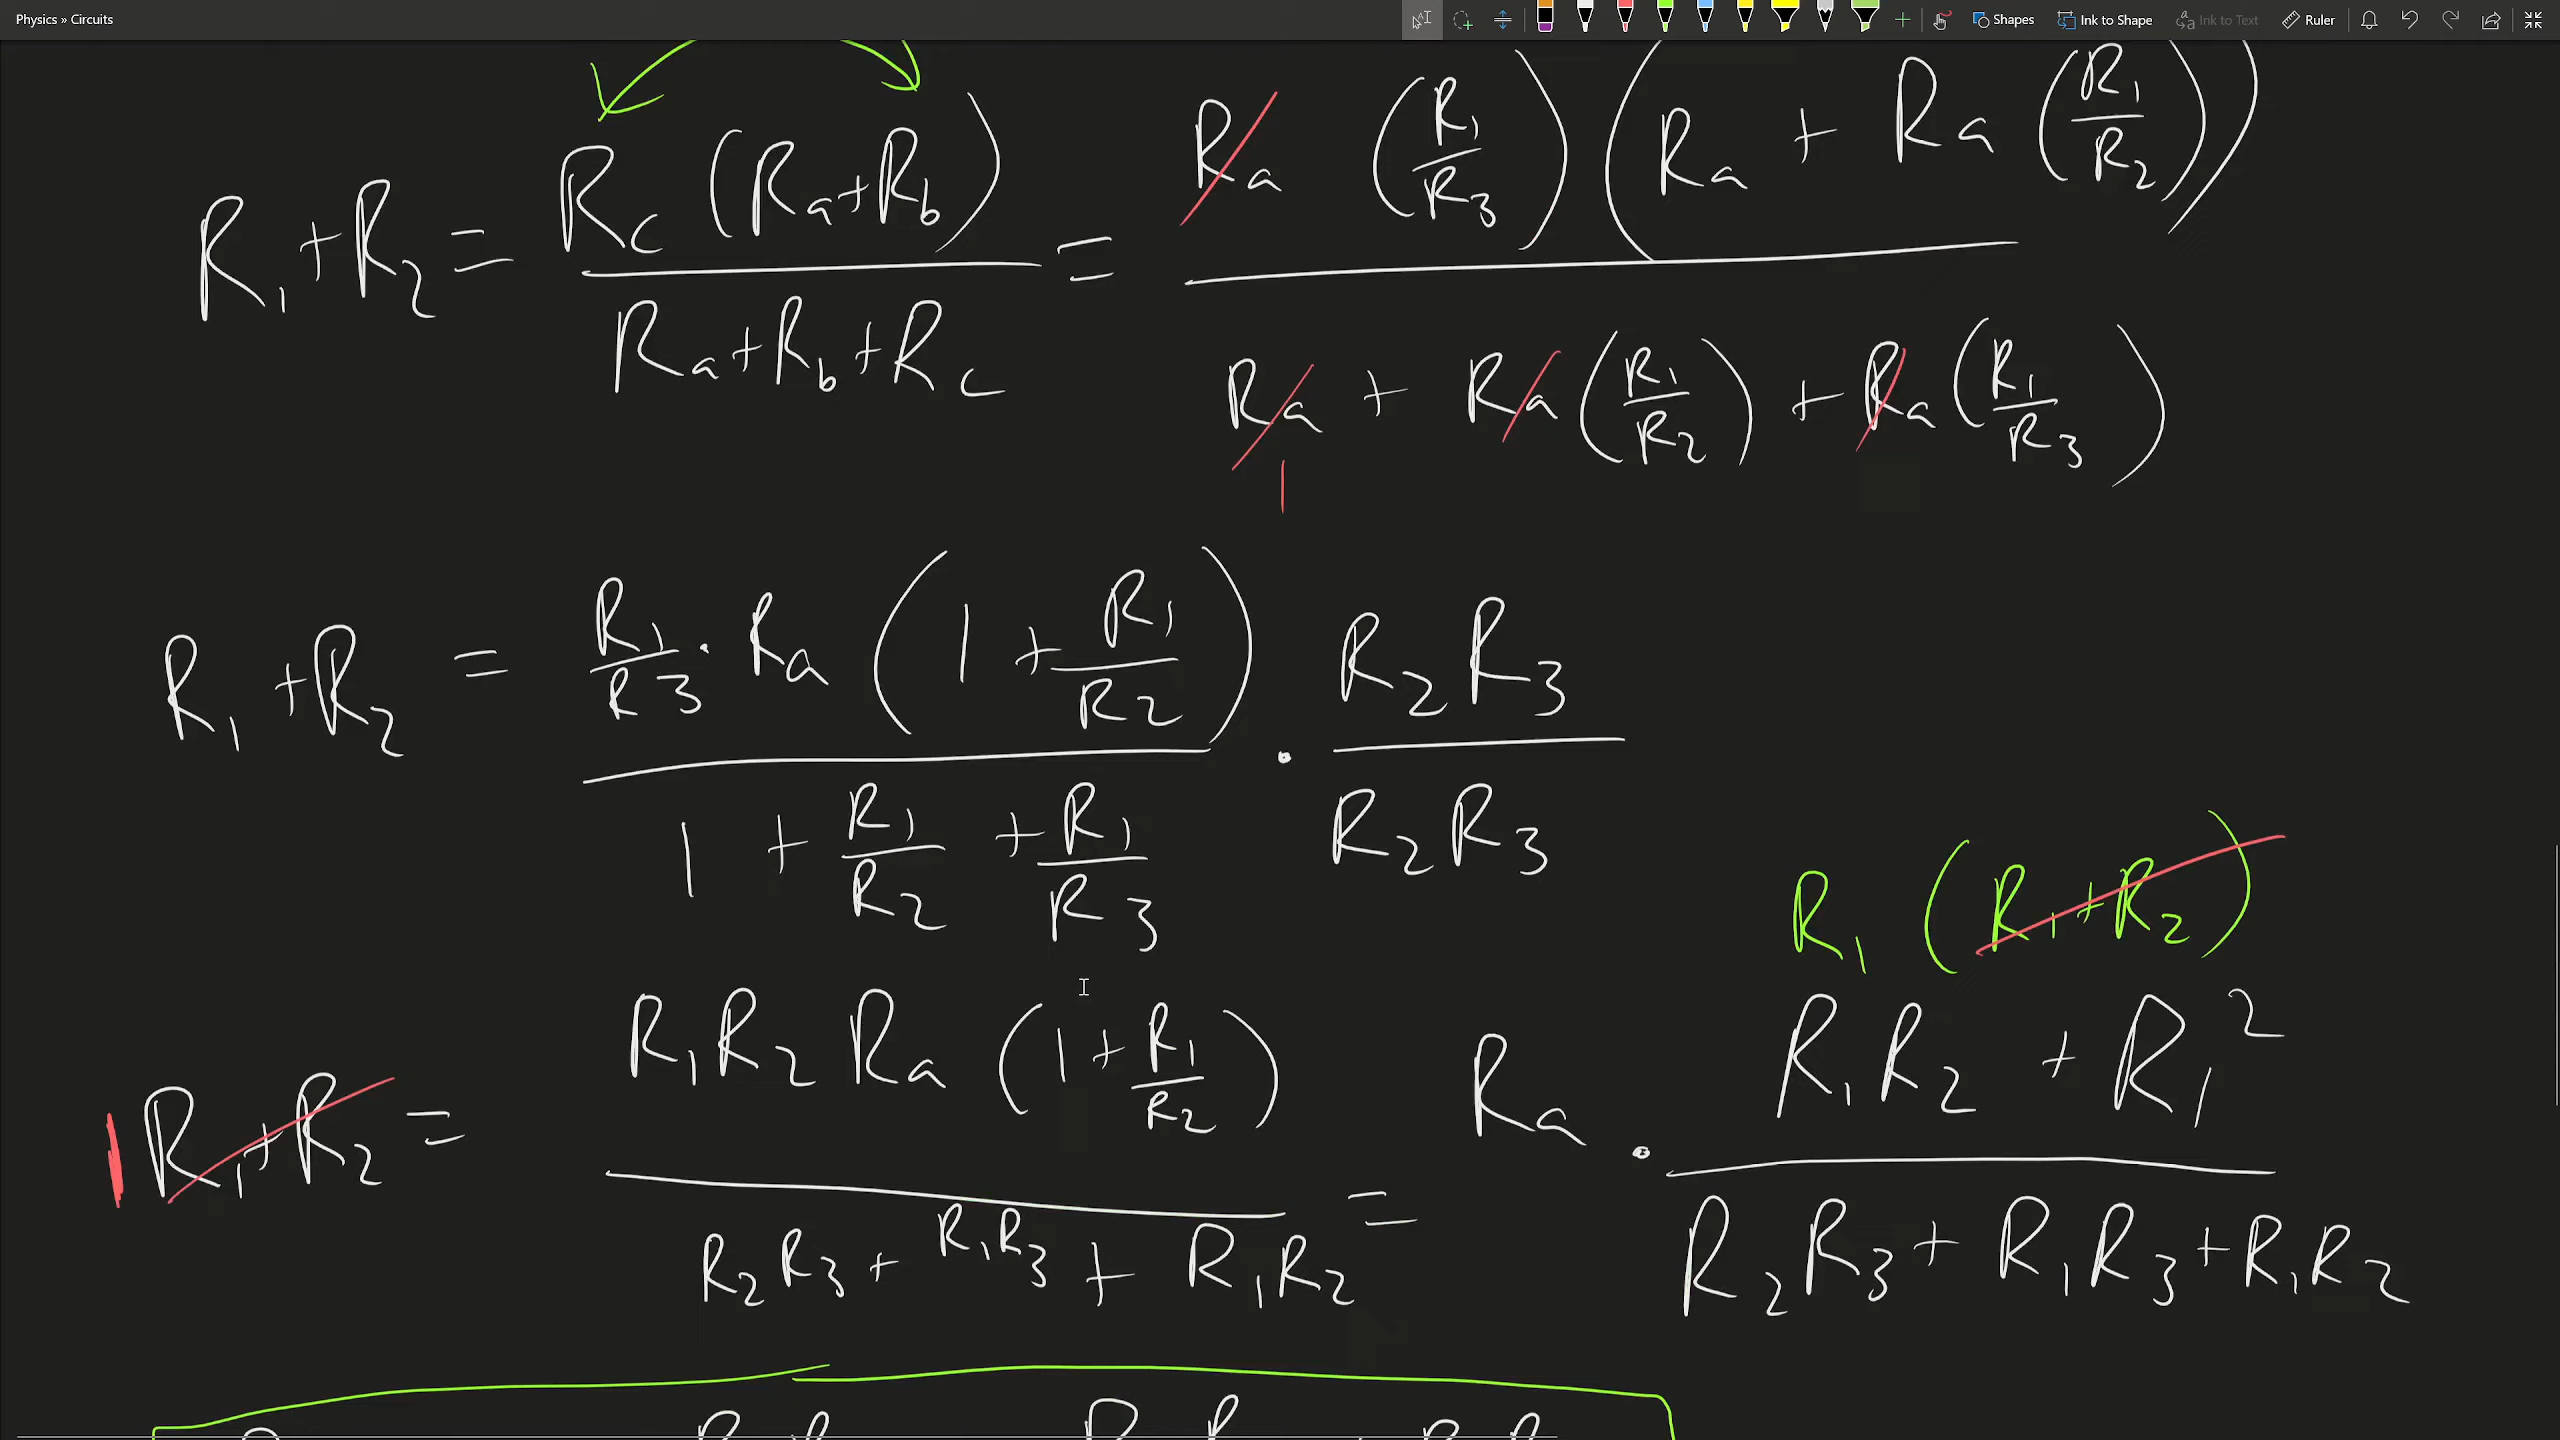 Physics » Circuits Shapes Ink to Shape Ink to Text Ruler
R₁+R₂ = Rc (Ra+Rb) / (Ra+Rb+Rc) = Ra (R₁/R₃) (Ra + Ra (R₁/R₂)) / (Ra + Ra (R₁/R₂) + Ra (R₁/R₃))
1
R₁+R₂ = (R₁/R3 · Ra (1 + R₁/R2)) / (1 + R₁/R2 + R₁/R3) · R₂R₃ / R₂R₃
R₁ (R₁+R₂)
1 R₁+R₂ = R₁R₂ Ra (1+R₁/R₂) / (R₂R₃ + R₁R₃ + R₁R₂) = Ra · (R₁R₂ + R₁²) / (R₂R₃ + R₁R₃ + R₁R₂)